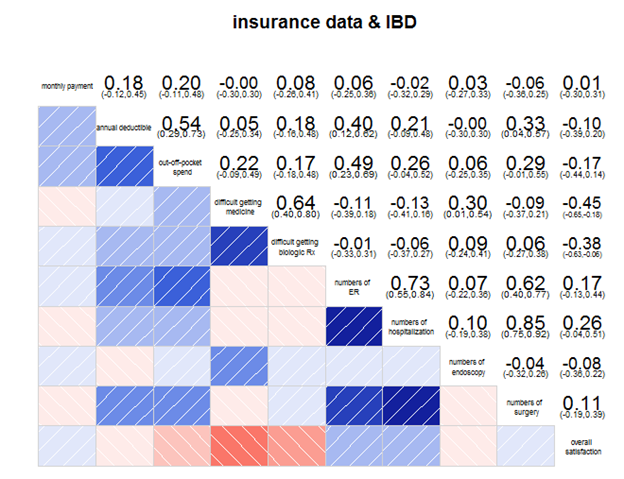 insurance data & IBD
monthly payment 0.18 0.20 -0.00 0.08 0.06 -0.02 0.03 -0.06 0.01
(-0.12,0.45) (-0.11,0.48) (-0.30,0.30) (-0.26,0.41) (-0.25,0.36) (-0.32,0.29) (-0.27,0.33) (-0.36,0.25) (-0.30,0.31)
annual deductible 0.54 0.05 0.18 0.40 0.21 -0.00 0.33 -0.10
(0.29,0.73) (-0.25,0.34) (-0.16,0.48) (0.12,0.62) (-0.09,0.48) (-0.30,0.30) (0.04,0.57) (-0.39,0.20)
out-off-pocket
spend
0.22 0.17 0.49 0.26 0.06 0.29 -0.17
(-0.09,0.49) (-0.18,0.48) (0.23,0.69) (-0.04,0.52) (-0.25,0.35) (-0.01,0.55) (-0.44,0.14)
difficult getting
medicine
0.64 -0.11 -0.13 0.30 -0.09 -0.45
(0.40,0.80) (-0.39,0.18) (-0.41,0.16) (0.01,0.54) (-0.37,0.21) (-0.65,-0.18)
difficult getting
biologic Rx
-0.01 -0.06 0.09 0.06 -0.38
(-0.33,0.31) (-0.37,0.27) (-0.24,0.41) (-0.27,0.38) (-0.63,-0.06)
numbers of
ER
0.73 0.07 0.62 0.17
(0.55,0.84) (-0.22,0.36) (0.40,0.77) (-0.13,0.44)
numbers of
hospitalization
0.10 0.85 0.26
(-0.19,0.38) (0.75,0.92) (-0.04,0.51)
numbers of
endoscopy
-0.04 -0.08
(-0.32,0.26) (-0.36,0.22)
numbers of
surgery
0.11
(-0.19,0.39)
overall
satisfaction